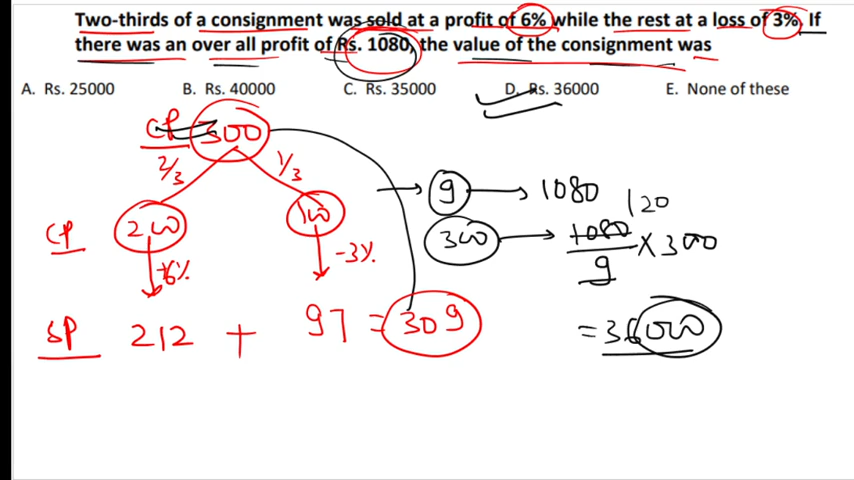 Two-thirds of a consignment was sold at a profit of 6% while the rest at a loss of 3%. If
there was an over all profit of Rs. 1080, the value of the consignment was
A. Rs. 25000 B. Rs. 40000 C. Rs. 35000 D. Rs. 36000 E. None of these
CP 300
2/3 1/3
9 → 1080 120
CP 200 100
300 → 1080/9 × 300
+6% -3%
SP 212 + 97 = 309
= 36000